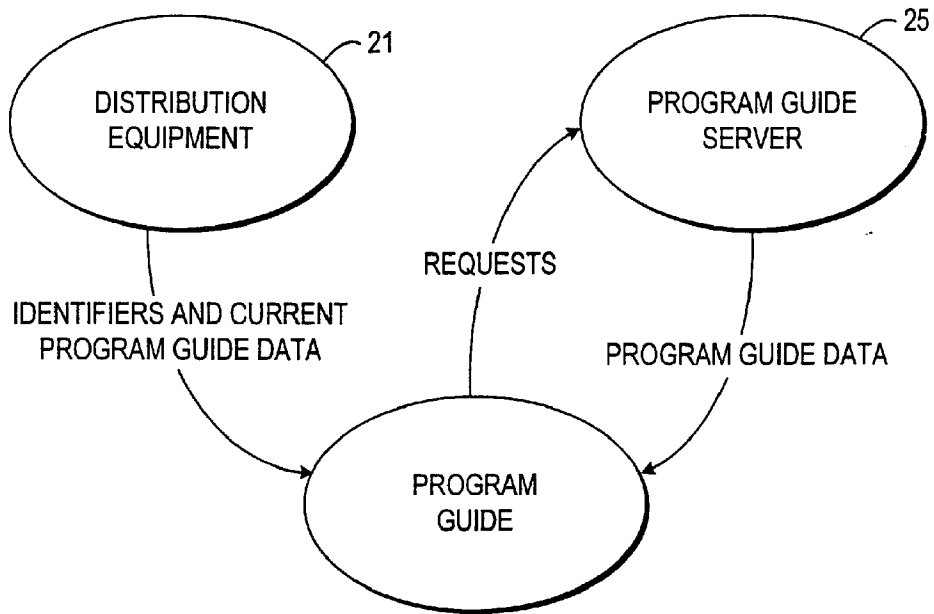 21
DISTRIBUTION
EQUIPMENT
25
PROGRAM GUIDE
SERVER
REQUESTS
IDENTIFIERS AND CURRENT
PROGRAM GUIDE DATA
PROGRAM GUIDE DATA
PROGRAM
GUIDE